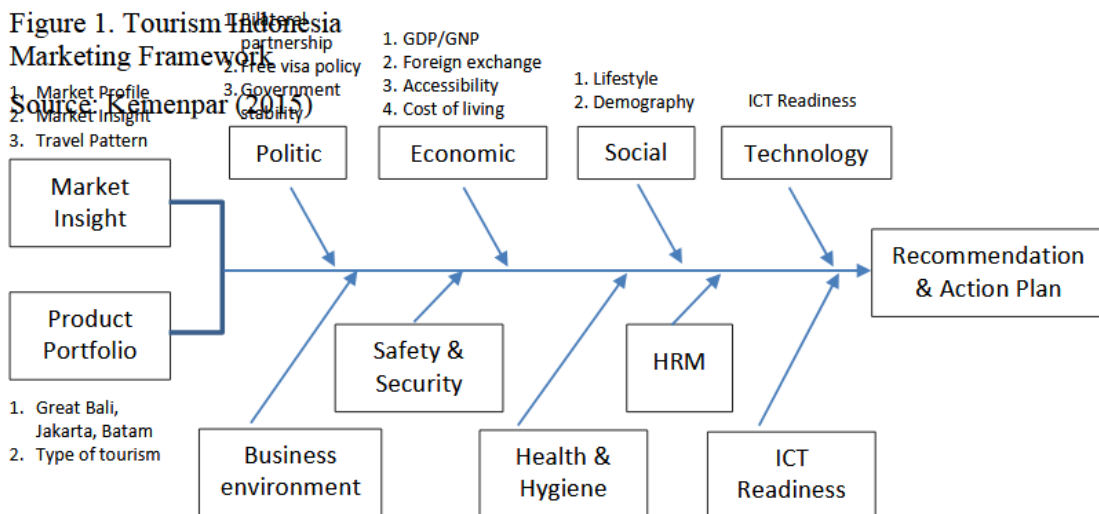 Figure 1. Tourism Indonesia
Marketing Framework
Source: Kemenpar (2015)
1. Market Profile
2. Market Insight
3. Travel Pattern
Market
Insight
1. Bilateral
partnership
2. Free visa policy
3. Government
stability
Politic
1. GDP/GNP
2. Foreign exchange
3. Accessibility
4. Cost of living
Economic
1. Lifestyle
2. Demography
Social
ICT Readiness
Technology
Recommendation
& Action Plan
Product
Portfolio
1. Great Bali,
Jakarta, Batam
2. Type of tourism
Safety &
Security
HRM
Business
environment
Health &
Hygiene
ICT
Readiness